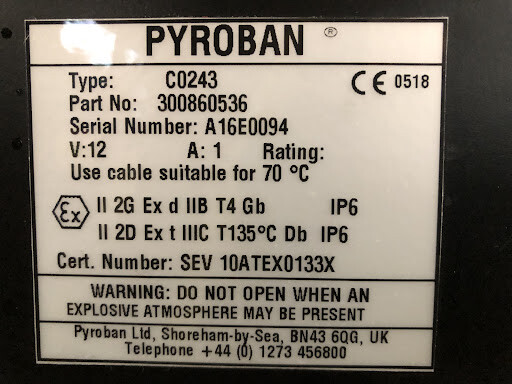 PYROBAN ®
Type: C0243 CE 0518
Part No: 300860536
Serial Number: A16E0094
V:12 A: 1 Rating:
Use cable suitable for 70 °C
Ex II 2G Ex d IIB T4 Gb IP6
II 2D Ex t IIIC T135°C Db IP6
Cert. Number: SEV 10ATEX0133X
WARNING: DO NOT OPEN WHEN AN
EXPLOSIVE ATMOSPHERE MAY BE PRESENT
Pyroban Ltd, Shoreham-by-Sea, BN43 6QG, UK
Telephone +44 (0) 1273 456800